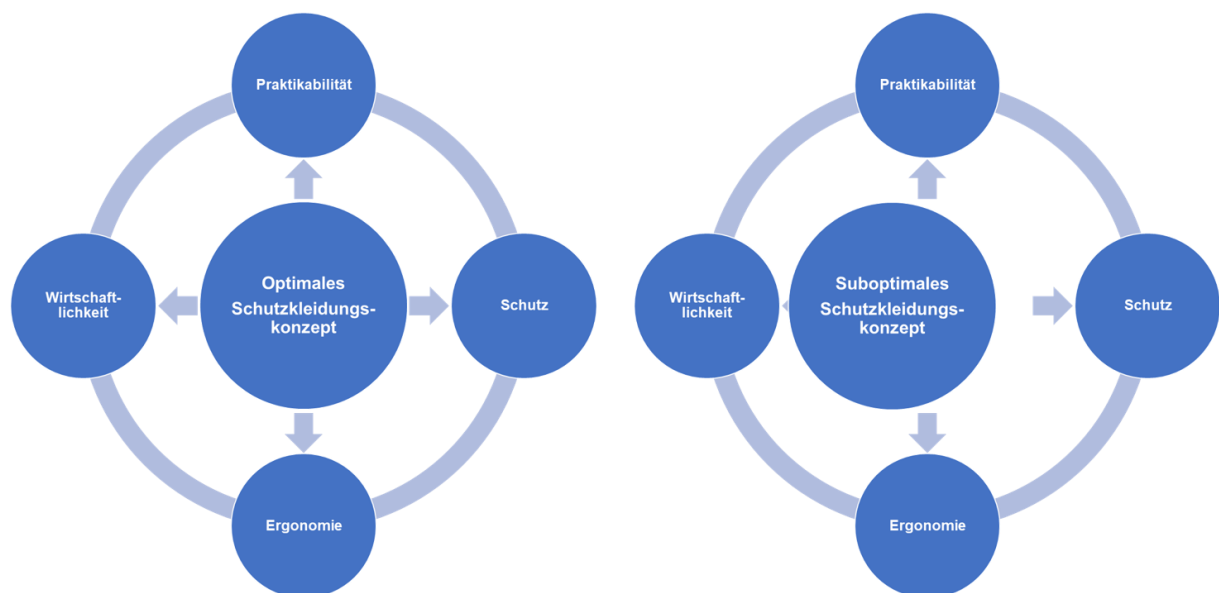 Praktikabilität
Wirtschaft-
lichkeit
Optimales
Schutzkleidungs-
konzept
Schutz
Ergonomie
Praktikabilität
Wirtschaft-
lichkeit
Suboptimales
Schutzkleidungs-
konzept
Schutz
Ergonomie